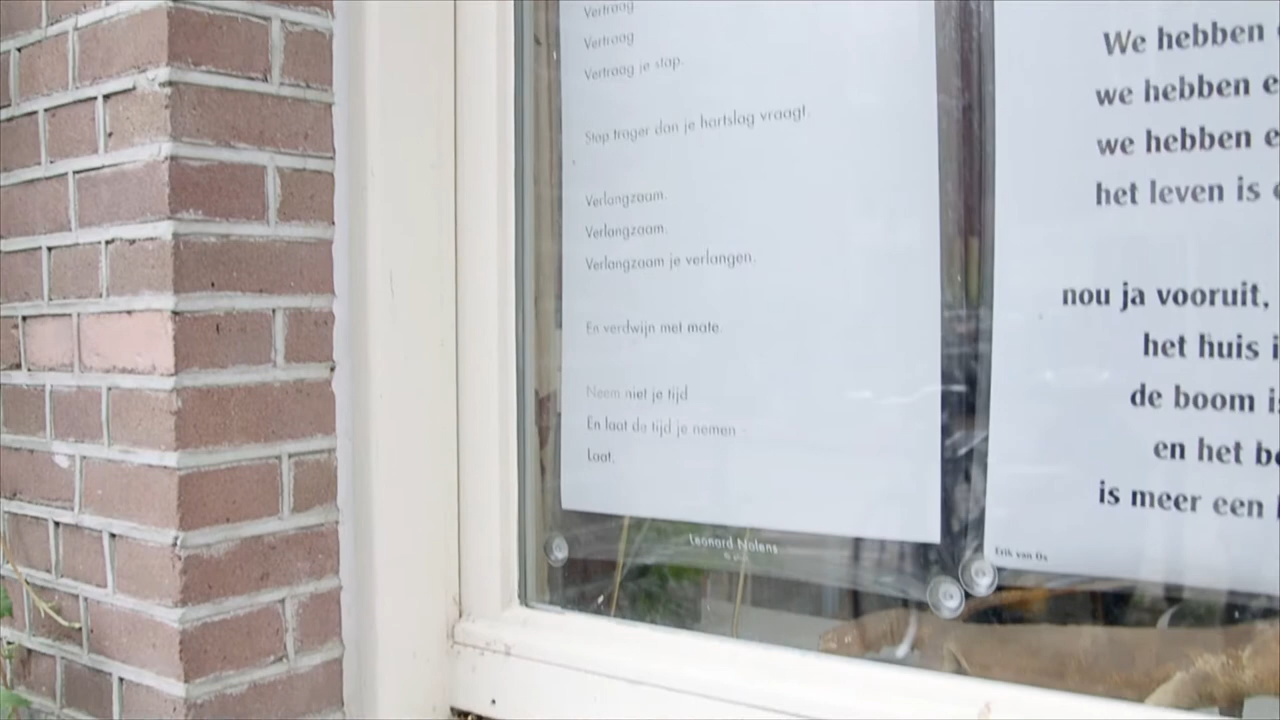 Vertraag
Vertraag
Vertraag je stap.
Stap trager dan je hartslag vraagt.
Verlangzaam.
Verlangzaam.
Verlangzaam je verlangen.
En verdwijn met mate.
Neem niet je tijd
En laat de tijd je nemen -
Laat.
Leonard Nolens
We hebben
we hebben e
we hebben e
het leven is
nou ja vooruit,
het huis i
de boom is
en het be
is meer een
Erik van Os